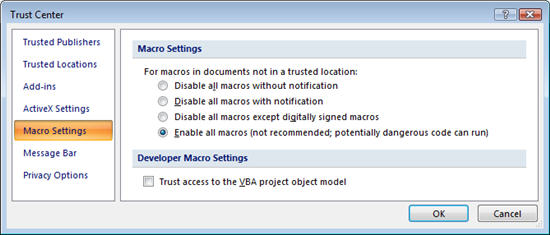 Trust Center
Trusted Publishers
Trusted Locations
Add-ins
ActiveX Settings
Macro Settings
Message Bar
Privacy Options
Macro Settings
For macros in documents not in a trusted location:
Disable all macros without notification
Disable all macros with notification
Disable all macros except digitally signed macros
Enable all macros (not recommended; potentially dangerous code can run)
Developer Macro Settings
Trust access to the VBA project object model
OK Cancel